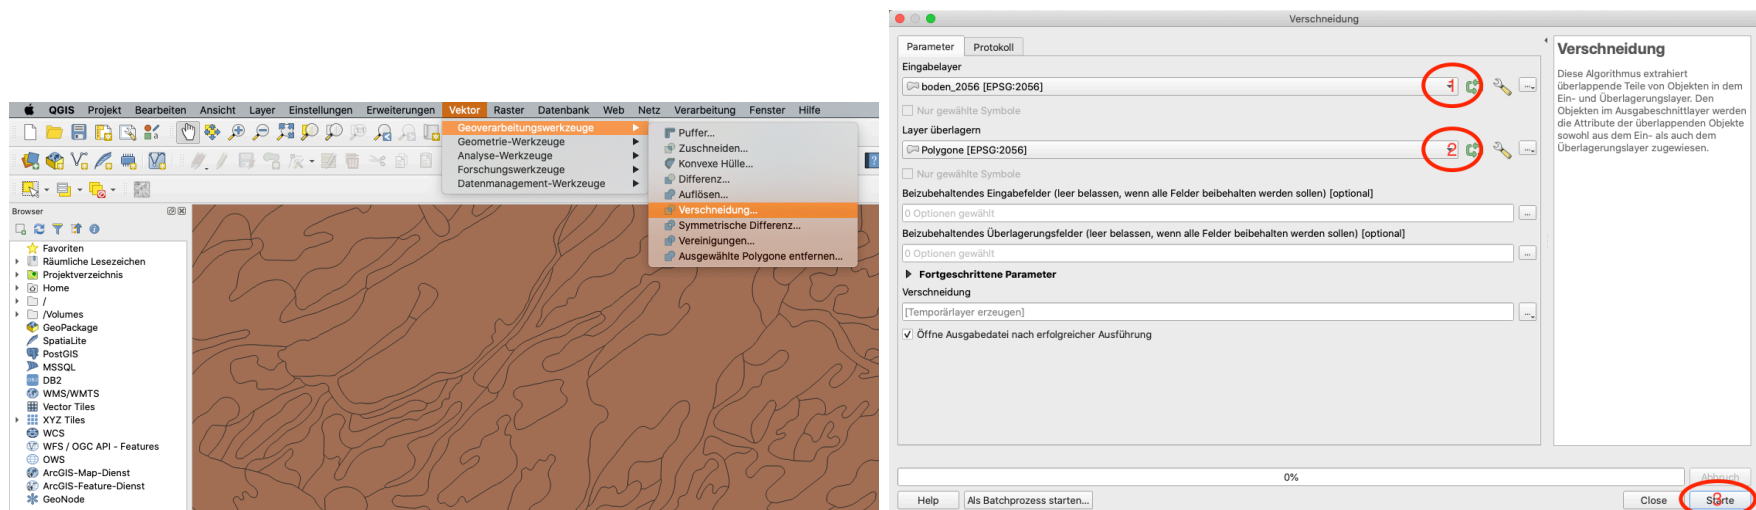 QGIS Projekt Bearbeiten Ansicht Layer Einstellungen Erweiterungen Vektor Raster Datenbank Web Netz Verarbeitung Fenster Hilfe
Geoverarbeitungswerkzeuge
Geometrie-Werkzeuge
Analyse-Werkzeuge
Forschungswerkzeuge
Datenmanagement-Werkzeuge
Puffer...
Zuschneiden...
Konvexe Hülle...
Differenz...
Auflösen...
Verschneidung...
Symmetrische Differenz...
Vereinigungen...
Ausgewählte Polygone entfernen...
Browser
Favoriten
Räumliche Lesezeichen
Projektverzeichnis
Home
/
/Volumes
GeoPackage
SpatiaLite
PostGIS
MSSQL
DB2
WMS/WMTS
Vector Tiles
XYZ Tiles
WCS
WFS / OGC API - Features
OWS
ArcGIS-Map-Dienst
ArcGIS-Feature-Dienst
GeoNode
Verschneidung
Parameter Protokoll
Eingabelayer
boden_2056 [EPSG:2056] 1
Nur gewählte Symbole
Layer überlagern
Polygone [EPSG:2056] 2
Nur gewählte Symbole
Beizubehaltendes Eingabefelder (leer belassen, wenn alle Felder beibehalten werden sollen) [optional]
0 Optionen gewählt
Beizubehaltendes Überlagerungsfelder (leer belassen, wenn alle Felder beibehalten werden sollen) [optional]
0 Optionen gewählt
Fortgeschrittene Parameter
Verschneidung
[Temporärlayer erzeugen]
Öffne Ausgabedatei nach erfolgreicher Ausführung
Verschneidung
Diese Algorithmus extrahiert
überlappende Teile von Objekten in dem
Ein- und Überlagerungslayer. Den
Objekten im Ausgabeschnittlayer werden
die Attribute der überlappenden Objekte
sowohl aus dem Ein- als auch dem
Überlagerungslayer zugewiesen.
0%
Abbruch
Help Als Batchprozess starten... Close Starte 3